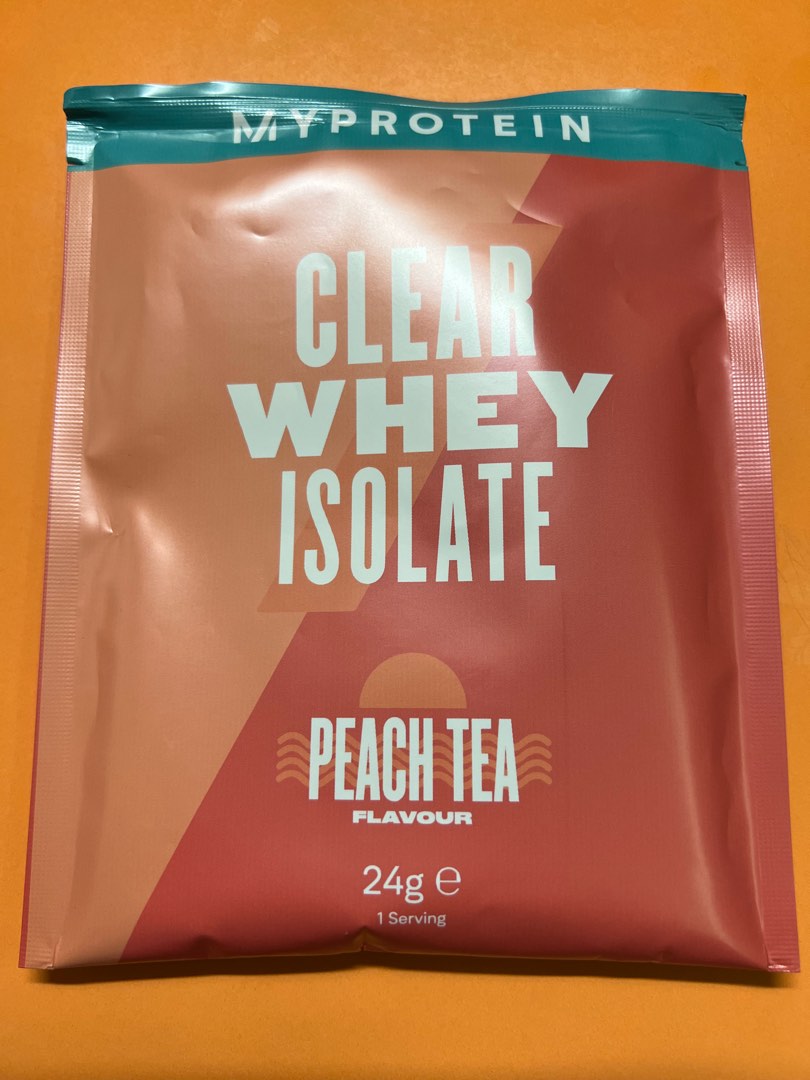 MYPROTEIN
CLEAR
WHEY
ISOLATE
PEACH TEA
FLAVOUR
24g ℮
1 Serving